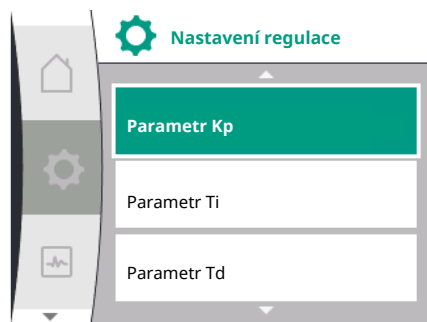 Nastavení regulace
Parametr Kp
Parametr Ti
Parametr Td